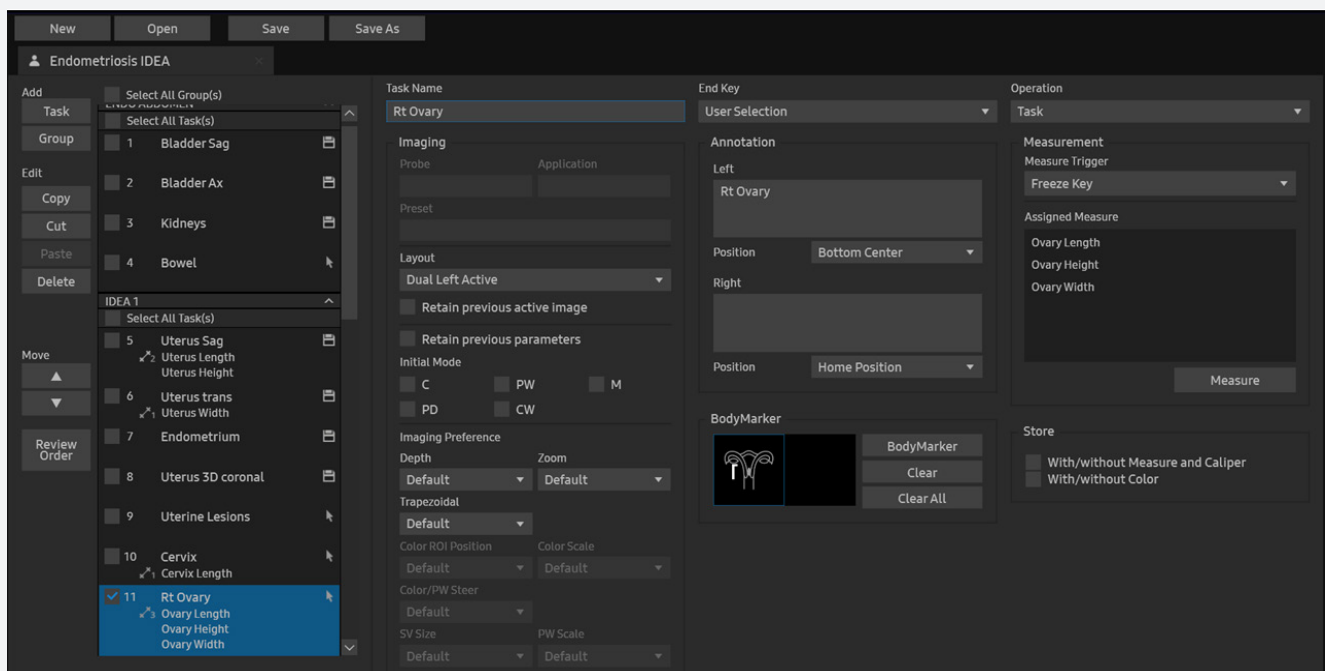 New Open Save Save As
Endometriosis IDEA
Add
Task
Group
Edit
Copy
Cut
Paste
Delete
Move
Review
Order
Select All Group(s)
ENDO ABDOMEN
Select All Task(s)
1 Bladder Sag
2 Bladder Ax
3 Kidneys
4 Bowel
IDEA 1
Select All Task(s)
5 Uterus Sag
2 Uterus Length
Uterus Height
6 Uterus trans
1 Uterus Width
7 Endometrium
8 Uterus 3D coronal
9 Uterine Lesions
10 Cervix
1 Cervix Length
11 Rt Ovary
3 Ovary Length
Ovary Height
Ovary Width
Task Name
Rt Ovary
Imaging
Probe Application
Preset
Layout
Dual Left Active
Retain previous active image
Retain previous parameters
Initial Mode
C PW M
PD CW
Imaging Preference
Depth Zoom
Default Default
Trapezoidal
Default
Color ROI Position Color Scale
Default Default
Color/PW Steer
Default
SV Size PW Scale
Default Default
End Key
User Selection
Annotation
Left
Rt Ovary
Position Bottom Center
Right
Position Home Position
BodyMarker
BodyMarker
Clear
Clear All
Operation
Task
Measurement
Measure Trigger
Freeze Key
Assigned Measure
Ovary Length
Ovary Height
Ovary Width
Measure
Store
With/without Measure and Caliper
With/without Color